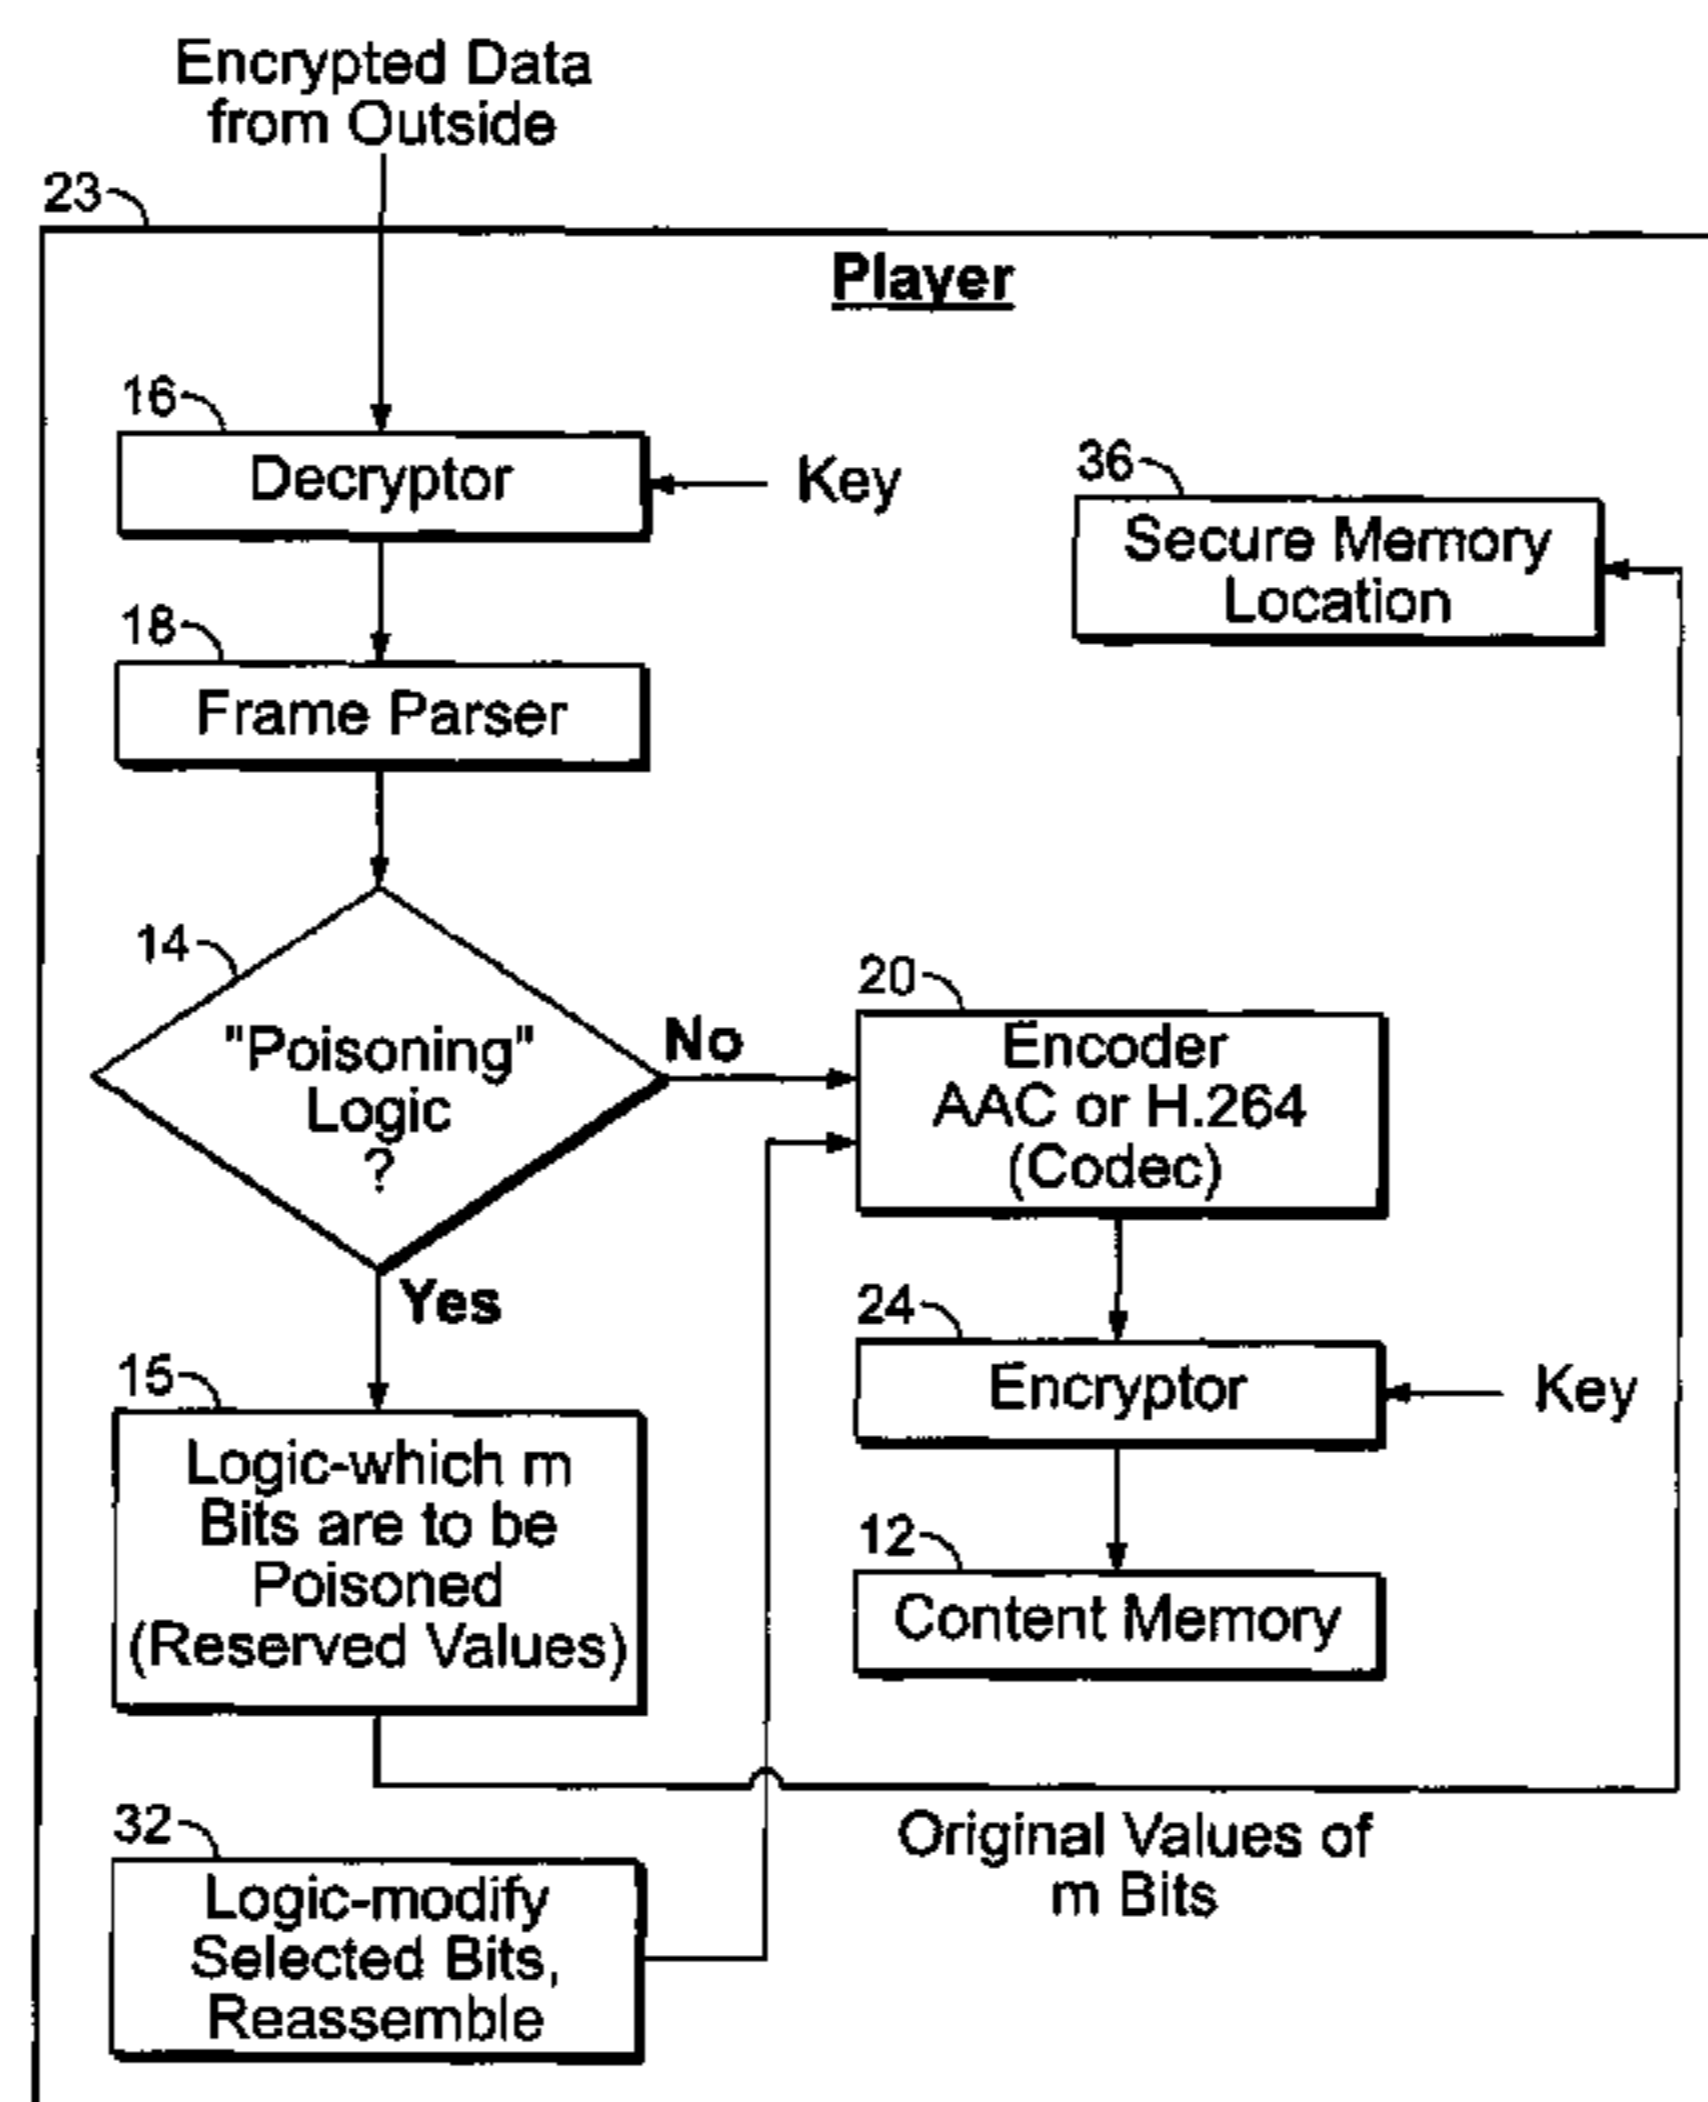 Encrypted Data
from Outside
23
Player
16
Decryptor
Key
36
Secure Memory
Location
18
Frame Parser
14
"Poisoning"
Logic
?
No
Yes
20
Encoder
AAC or H.264
(Codec)
24
Encryptor
Key
15
Logic-which m
Bits are to be
Poisoned
(Reserved Values)
12
Content Memory
Original Values of
m Bits
32
Logic-modify
Selected Bits,
Reassemble